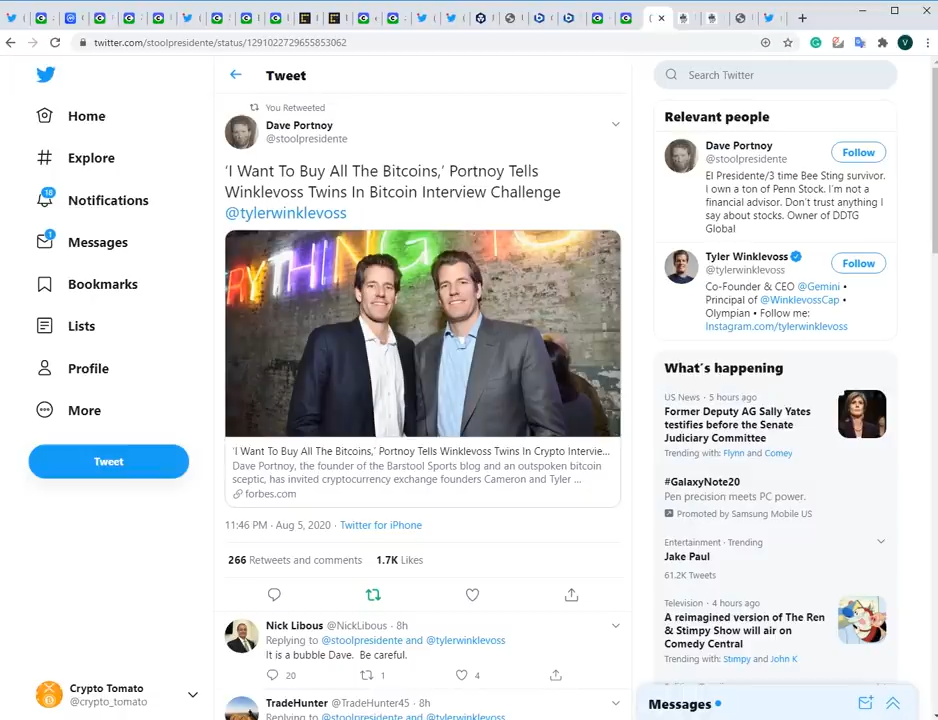 twitter.com/stoolpresidente/status/1291022729655853062
V
Home
Explore
18
Notifications
1
Messages
Bookmarks
Lists
Profile
More
Tweet
Crypto Tomato
@crypto_tomato
Tweet
You Retweeted
Dave Portnoy
@stoolpresidente
‘I Want To Buy All The Bitcoins,’ Portnoy Tells
Winklevoss Twins In Bitcoin Interview Challenge
@tylerwinklevoss
‘I Want To Buy All The Bitcoins,’ Portnoy Tells Winklevoss Twins In Crypto Intervie...
Dave Portnoy, the founder of the Barstool Sports blog and an outspoken bitcoin
sceptic, has invited cryptocurrency exchange founders Cameron and Tyler ...
forbes.com
11:46 PM · Aug 5, 2020 · Twitter for iPhone
266 Retweets and comments 1.7K Likes
Nick Libous @NickLibous · 8h
Replying to @stoolpresidente and @tylerwinklevoss
It is a bubble Dave. Be careful.
20 1 4
TradeHunter @TradeHunter45 · 8h
Replying to @stoolpresidente and @tylerwinklevoss
Search Twitter
Relevant people
Dave Portnoy
@stoolpresidente
Follow
El Presidente/3 time Bee Sting survivor.
I own a ton of Penn Stock. I’m not a
financial advisor. Don’t trust anything I
say about stocks. Owner of DDTG
Global
Tyler Winklevoss
@tylerwinklevoss
Follow
Co-Founder & CEO @Gemini •
Principal of @WinklevossCap •
Olympian • Follow me:
Instagram.com/tylerwinklevoss
What’s happening
US News · 5 hours ago
Former Deputy AG Sally Yates
testifies before the Senate
Judiciary Committee
Trending with: Flynn and Comey
#GalaxyNote20
Pen precision meets PC power.
Promoted by Samsung Mobile US
Entertainment · Trending
Jake Paul
61.2K Tweets
Television · 4 hours ago
A reimagined version of The Ren
& Stimpy Show will air on
Comedy Central
Trending with: Stimpy and John K
Messages